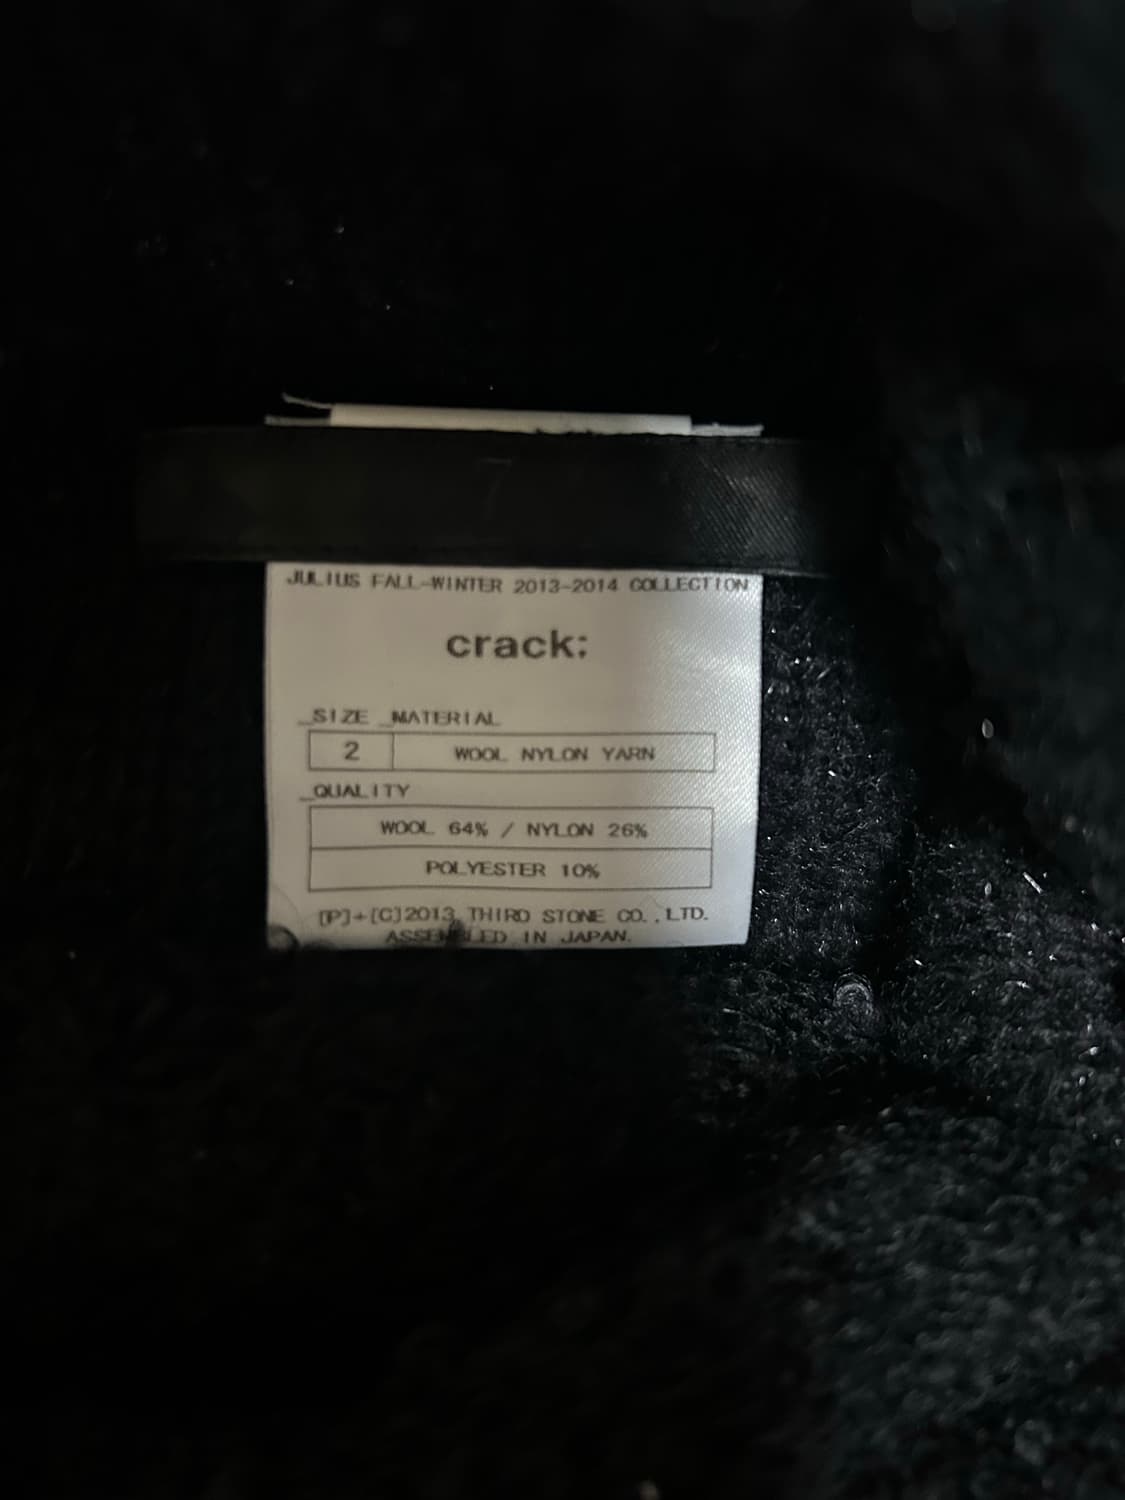 JULIUS FALL-WINTER 2013-2014 COLLECTION
crack:
_SIZE _MATERIAL
2 WOOL NYLON YARN
_QUALITY
WOOL 64% / NYLON 26%
POLYESTER 10%
[P]+[C]2013 THIRD STONE CO.,LTD.
ASSEMBLED IN JAPAN.